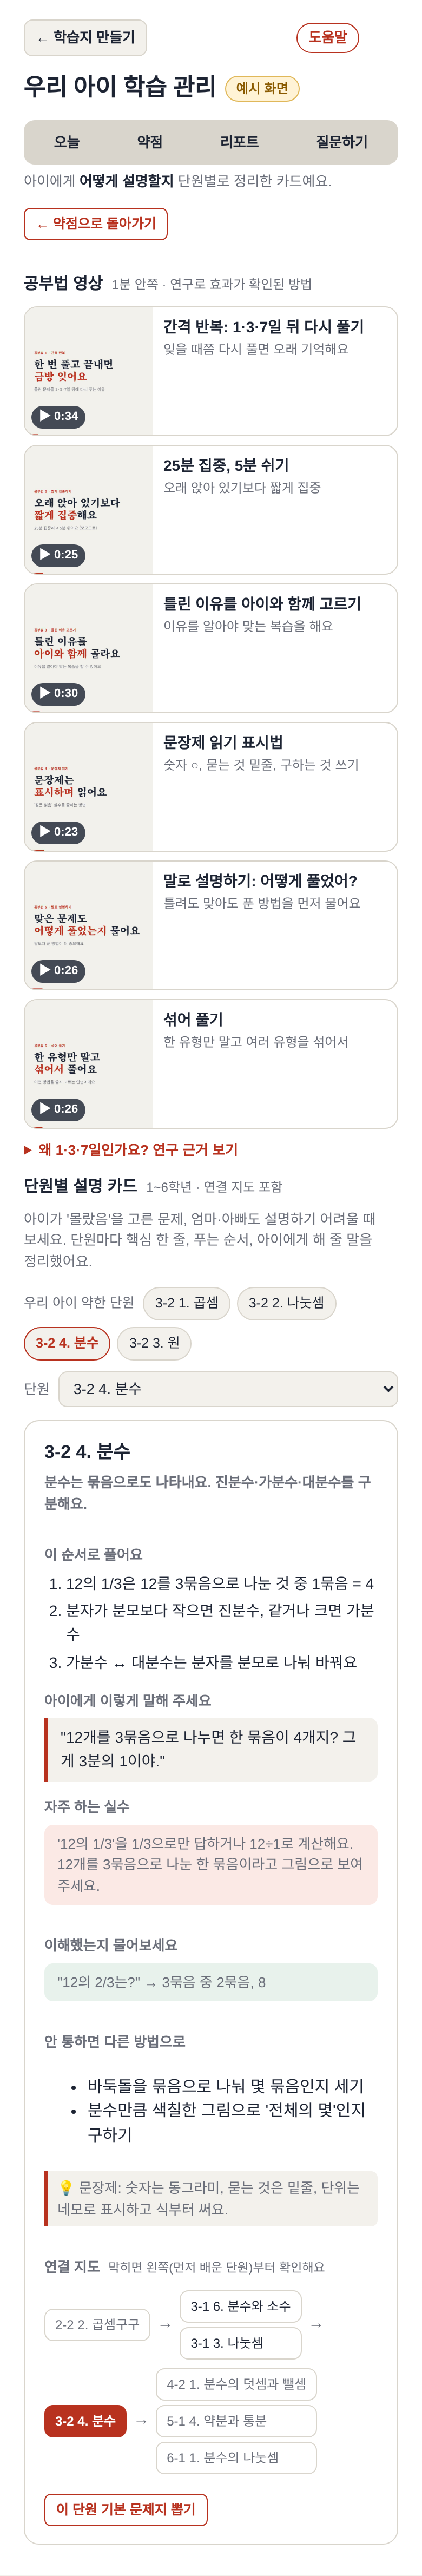 ← 학습지 만들기
도움말
우리 아이 학습 관리 예시 화면
오늘 약점 리포트 질문하기
아이에게 어떻게 설명할지 단원별로 정리한 카드예요.
← 약점으로 돌아가기
공부법 영상 1분 안쪽 · 연구로 효과가 확인된 방법
한 번 풀고 끝내면
금방 잊어요
▶ 0:34
간격 반복: 1·3·7일 뒤 다시 풀기
잊을 때쯤 다시 풀면 오래 기억해요
오래 앉아 있기보다
짧게 집중해요
▶ 0:25
25분 집중, 5분 쉬기
오래 앉아 있기보다 짧게 집중
틀린 이유를
아이와 함께 골라요
▶ 0:30
틀린 이유를 아이와 함께 고르기
이유를 알아야 맞는 복습을 해요
문장제는
표시하며 읽어요
▶ 0:23
문장제 읽기 표시법
숫자 ○, 묻는 것 밑줄, 구하는 것 쓰기
맞은 문제도
어떻게 풀었는지 물어요
▶ 0:26
말로 설명하기: 어떻게 풀었어?
틀려도 맞아도 푼 방법을 먼저 물어요
한 유형만 말고
섞어서 풀어요
▶ 0:26
섞어 풀기
한 유형만 말고 여러 유형을 섞어서
▶ 왜 1·3·7일인가요? 연구 근거 보기
단원별 설명 카드 1~6학년 · 연결 지도 포함
아이가 '몰랐음'을 고른 문제, 엄마·아빠도 설명하기 어려울 때
보세요. 단원마다 핵심 한 줄, 푸는 순서, 아이에게 해 줄 말을
정리했어요.
우리 아이 약한 단원 3-2 1. 곱셈 3-2 2. 나눗셈
3-2 4. 분수 3-2 3. 원
단원 3-2 4. 분수
3-2 4. 분수
분수는 묶음으로도 나타내요. 진분수·가분수·대분수를 구
분해요.
이 순서로 풀어요
1. 12의 1/3은 12를 3묶음으로 나눈 것 중 1묶음 = 4
2. 분자가 분모보다 작으면 진분수, 같거나 크면 가분
수
3. 가분수 ↔ 대분수는 분자를 분모로 나눠 바꿔요
아이에게 이렇게 말해 주세요
"12개를 3묶음으로 나누면 한 묶음이 4개지? 그
게 3분의 1이야."
자주 하는 실수
'12의 1/3'을 1/3으로만 답하거나 12÷1로 계산해요.
12개를 3묶음으로 나눈 한 묶음이라고 그림으로 보여
주세요.
이해했는지 물어보세요
"12의 2/3는?" → 3묶음 중 2묶음, 8
안 통하면 다른 방법으로
• 바둑돌을 묶음으로 나눠 몇 묶음인지 세기
• 분수만큼 색칠한 그림으로 '전체의 몇'인지
구하기
💡 문장제: 숫자는 동그라미, 묻는 것은 밑줄, 단위는
네모로 표시하고 식부터 써요.
연결 지도 막히면 왼쪽(먼저 배운 단원)부터 확인해요
2-2 2. 곱셈구구 →
3-1 6. 분수와 소수
3-1 3. 나눗셈
→
3-2 4. 분수 →
4-2 1. 분수의 덧셈과 뺄셈
5-1 4. 약분과 통분
6-1 1. 분수의 나눗셈
이 단원 기본 문제지 뽑기